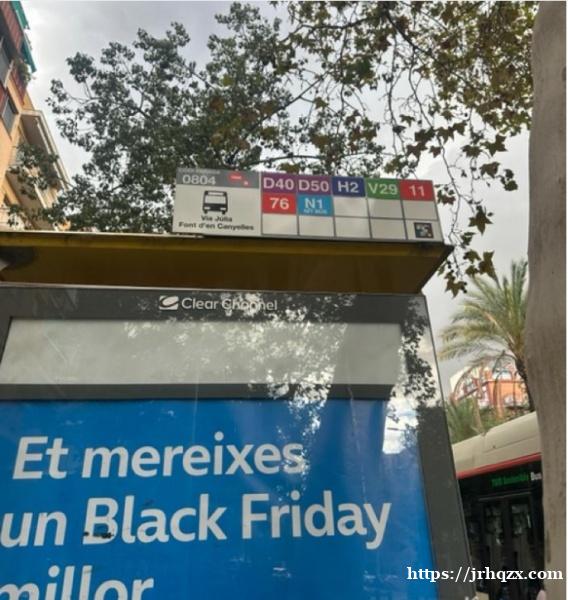 0804
D40 D50 H2 V29 11
76 N1
Via Júlia
Font d'en Canyelles
Clear Channel
Et mereixes
un Black Friday
millor
https://jrhqzx.com/